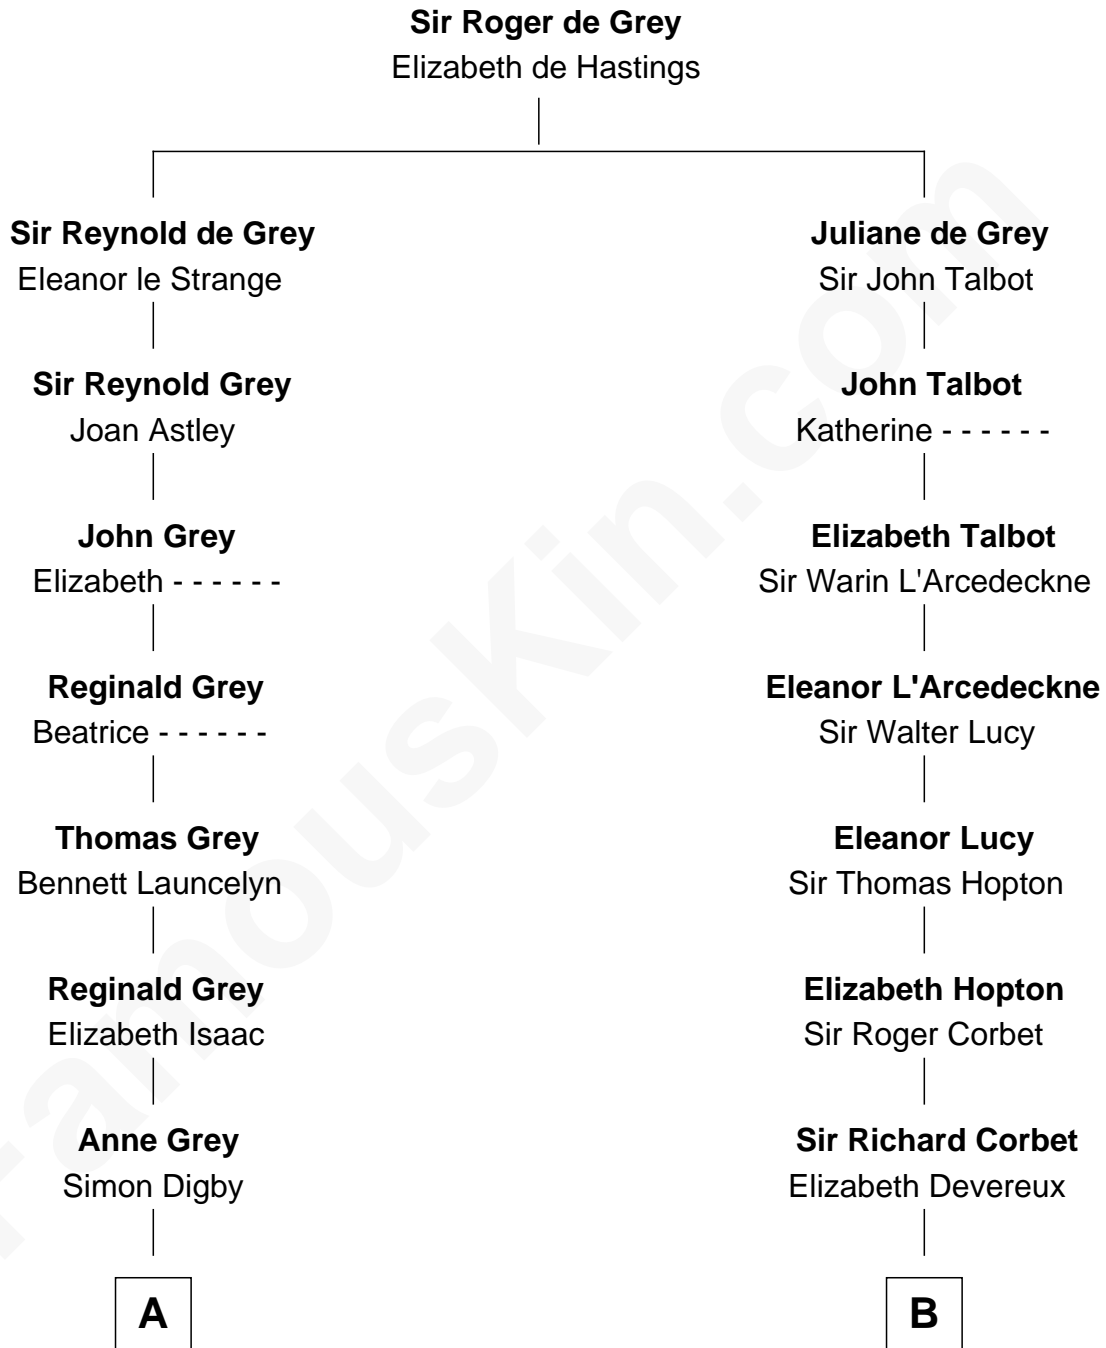 Sir Roger de Grey
Elizabeth de Hastings
Sir Reynold de Grey
Eleanor le Strange
Juliane de Grey
Sir John Talbot
Sir Reynold Grey
Joan Astley
John Talbot
Katherine - - - - - -
John Grey
Elizabeth - - - - - -
Elizabeth Talbot
Sir Warin L'Arcedeckne
Reginald Grey
Beatrice - - - - - -
Eleanor L'Arcedeckne
Sir Walter Lucy
Thomas Grey
Bennett Launcelyn
Eleanor Lucy
Sir Thomas Hopton
Reginald Grey
Elizabeth Isaac
Elizabeth Hopton
Sir Roger Corbet
Anne Grey
Simon Digby
Sir Richard Corbet
Elizabeth Devereux
A
B
FamousKin.com